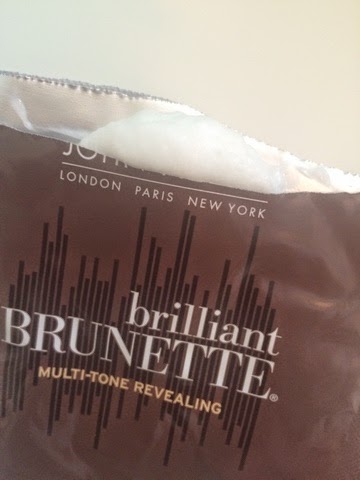 LONDON PARIS NEW YORK
brilliant
BRUNETTE®
MULTI-TONE REVEALING